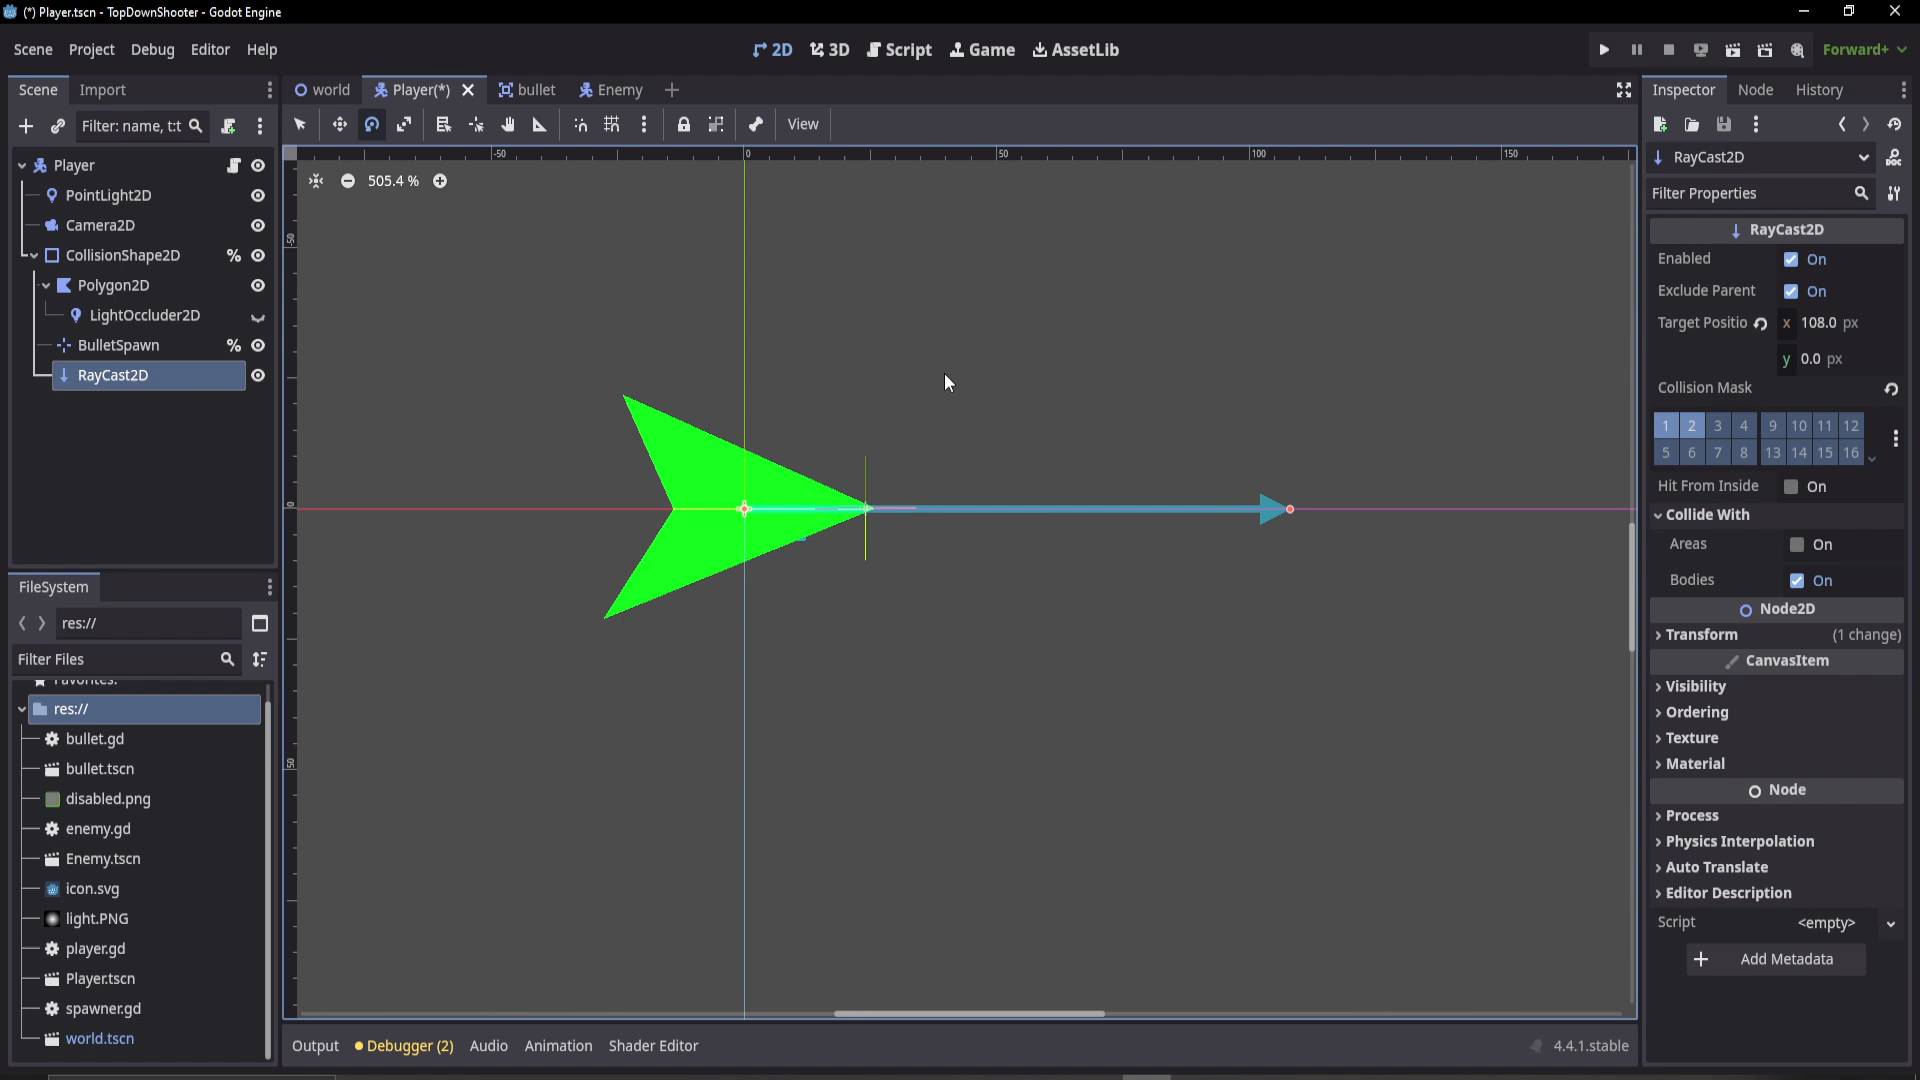 (*) Player.tscn - TopDownShooter - Godot Engine
Scene Project Debug Editor Help
2D 3D Script Game AssetLib
Forward+
Scene Import
world Player(*) bullet Enemy
Inspector Node History
Filter: name, t:t
View
RayCast2D
Filter Properties
Player
PointLight2D
Camera2D
CollisionShape2D
Polygon2D
LightOccluder2D
BulletSpawn
RayCast2D
-50 0 50 100 150
505.4 %
-50
0
50
RayCast2D
Enabled On
Exclude Parent On
Target Positio x 108.0 px
y 0.0 px
Collision Mask
1 2 3 4 9 10 11 12
5 6 7 8 13 14 15 16
Hit From Inside On
Collide With
Areas On
Bodies On
Node2D
Transform (1 change)
CanvasItem
Visibility
Ordering
Texture
Material
Node
Process
Physics Interpolation
Auto Translate
Editor Description
Script <empty>
Add Metadata
FileSystem
res://
Filter Files
Favorites:
res://
bullet.gd
bullet.tscn
disabled.png
enemy.gd
Enemy.tscn
icon.svg
light.PNG
player.gd
Player.tscn
spawner.gd
world.tscn
Output Debugger (2) Audio Animation Shader Editor
4.4.1.stable